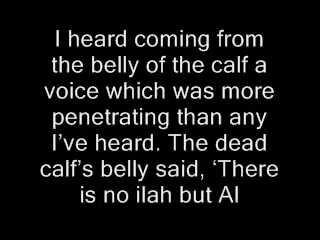 I heard coming from
the belly of the calf a
voice which was more
penetrating than any
I’ve heard. The dead
calf’s belly said, ‘There
is no ilah but Al